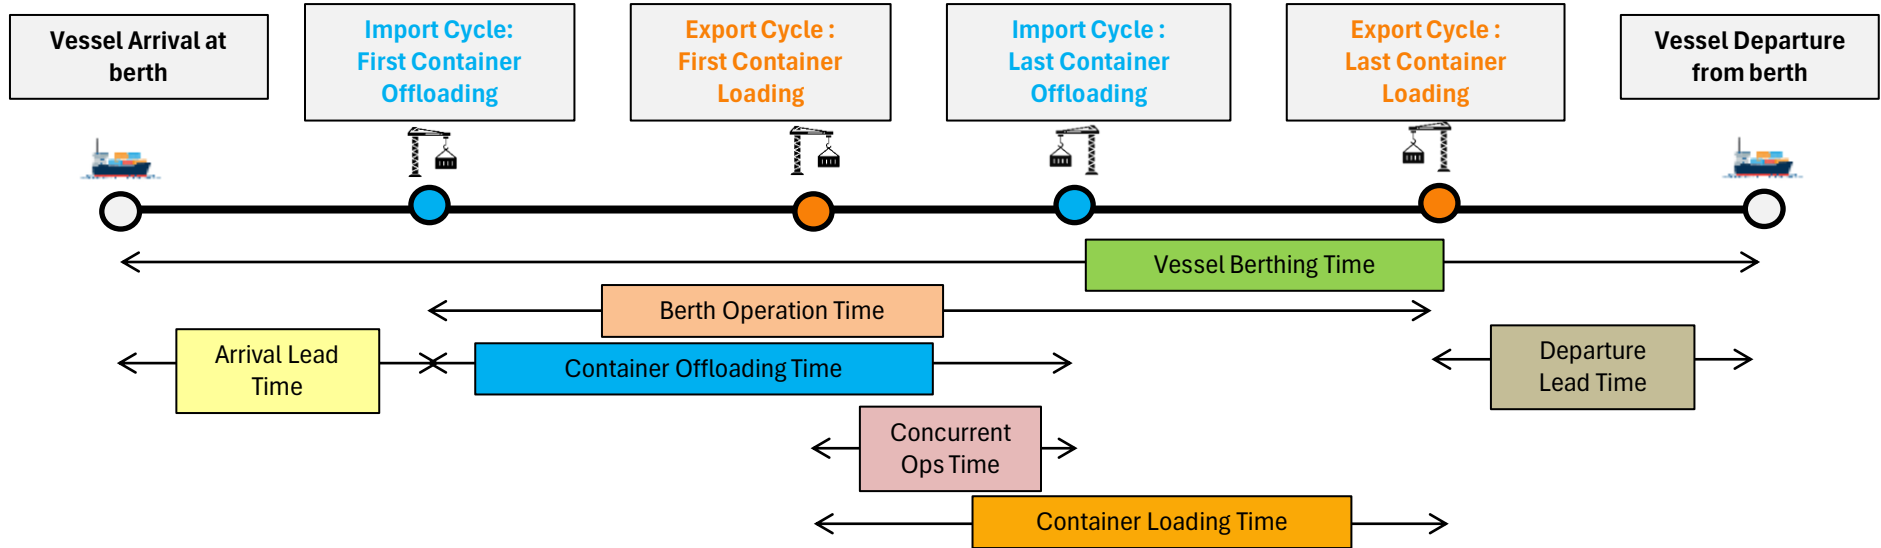 Vessel Arrival at
berth
Import Cycle:
First Container
Offloading
Export Cycle :
First Container
Loading
Import Cycle :
Last Container
Offloading
Export Cycle :
Last Container
Loading
Vessel Departure
from berth
Vessel Berthing Time
Berth Operation Time
Arrival Lead
Time
Container Offloading Time
Departure
Lead Time
Concurrent
Ops Time
Container Loading Time